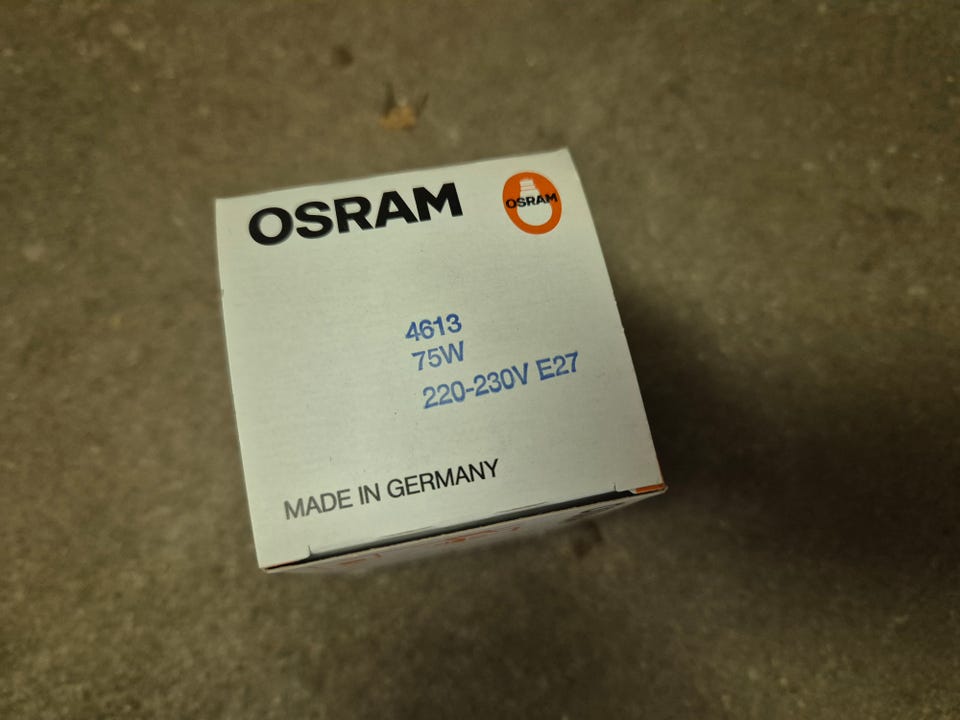 OSRAM
OSRAM
4613
75W
220-230V E27
MADE IN GERMANY